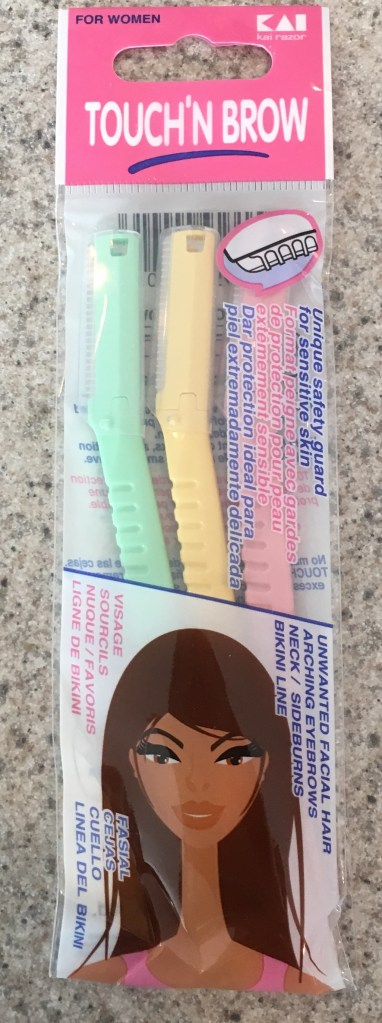 FOR WOMEN
KAI
kai razor
TOUCH'N BROW
Unique safety guard
for sensitive skin
Format peigne avec gardes
de protection pour peau
extèmement sensible
Dar protección ideal para
piel extremadamente delicada
VISAGE
SOURCILS
NUQUE / FAVORIS
LIGNE DE BIKINI
UNWANTED FACIAL HAIR
ARCHING EYEBROWS
NECK / SIDEBURNS
BIKINI LINE
FASIAL
CEJAS
CUELLO
LINEA DEL BIKINI